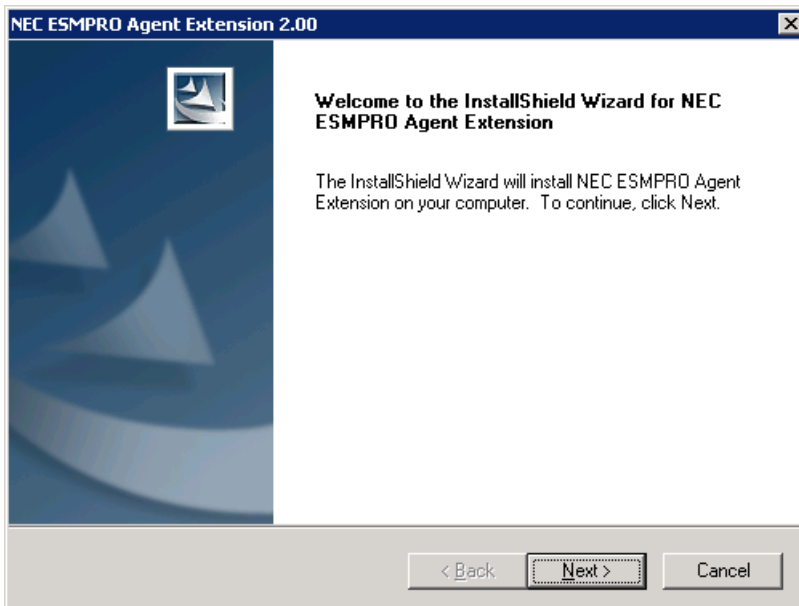 NEC ESMPRO Agent Extension 2.00
Welcome to the InstallShield Wizard for NEC
ESMPRO Agent Extension
The InstallShield Wizard will install NEC ESMPRO Agent
Extension on your computer.  To continue, click Next.
< Back
Next >
Cancel